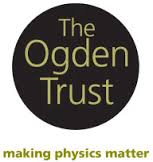 The
Ogden
Trust
making physics matter